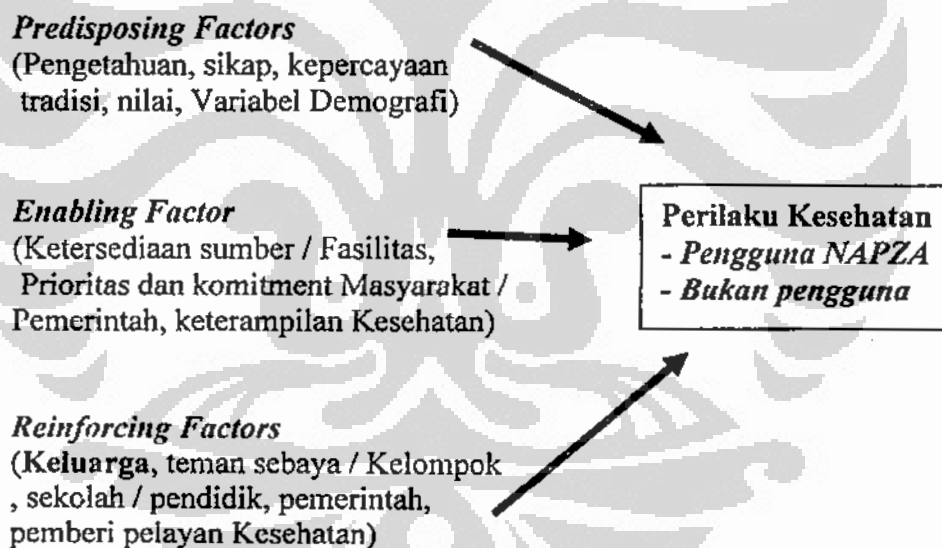 Predisposing Factors
(Pengetahuan, sikap, kepercayaan
tradisi, nilai, Variabel Demografi)
Enabling Factor
(Ketersediaan sumber / Fasilitas,
Prioritas dan komitment Masyarakat /
Pemerintah, keterampilan Kesehatan)
Reinforcing Factors
(Keluarga, teman sebaya / Kelompok
, sekolah / pendidik, pemerintah,
pemberi pelayan Kesehatan)
Perilaku Kesehatan
- Pengguna NAPZA
- Bukan pengguna